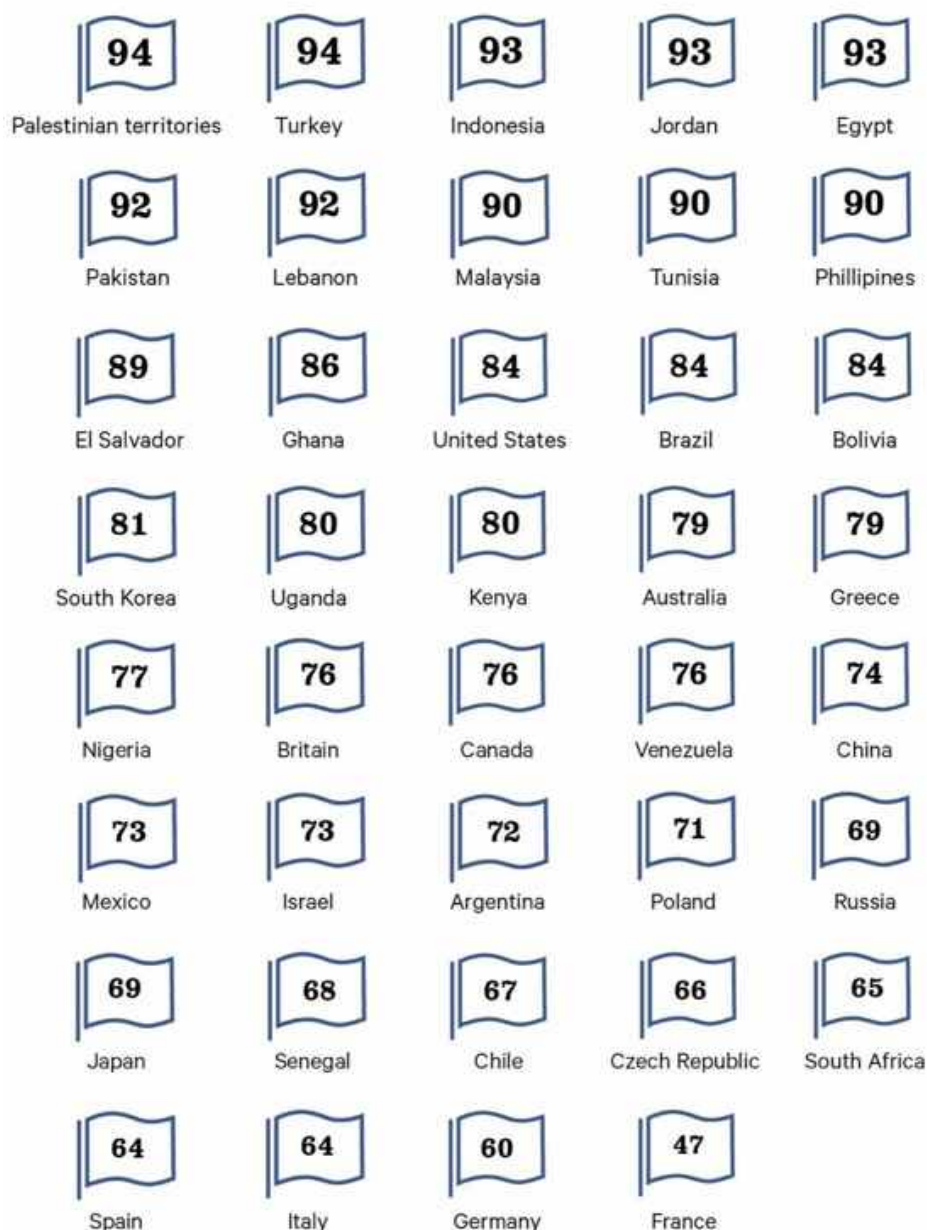 94 94 93 93 93
Palestinian territories Turkey Indonesia Jordan Egypt
92 92 90 90 90
Pakistan Lebanon Malaysia Tunisia Phillipines
89 86 84 84 84
El Salvador Ghana United States Brazil Bolivia
81 80 80 79 79
South Korea Uganda Kenya Australia Greece
77 76 76 76 74
Nigeria Britain Canada Venezuela China
73 73 72 71 69
Mexico Israel Argentina Poland Russia
69 68 67 66 65
Japan Senegal Chile Czech Republic South Africa
64 64 60 47
Spain Italy Germany France